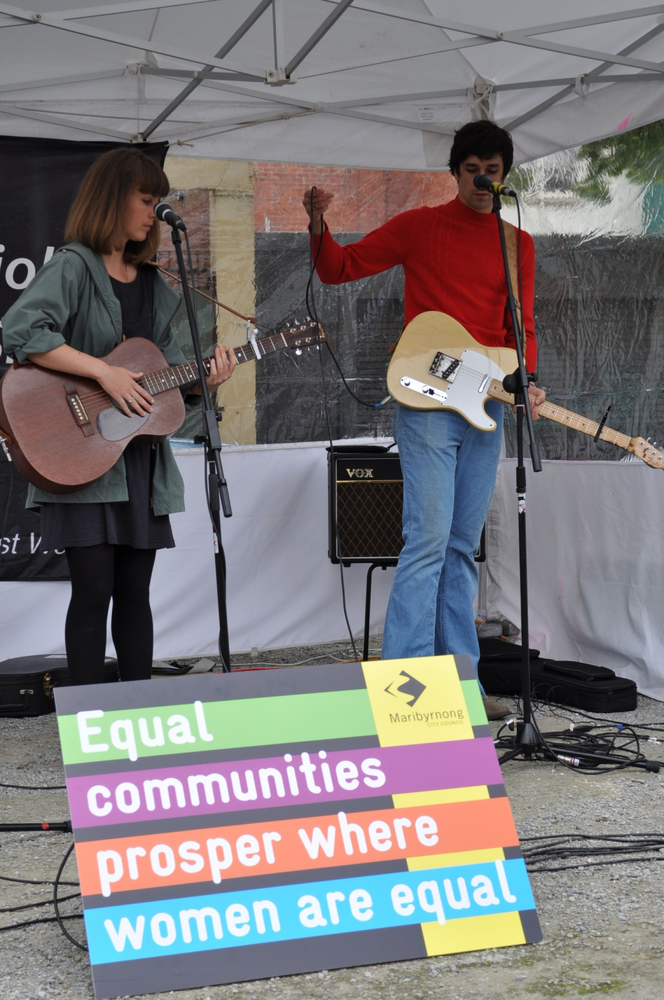 VOX
Maribyrnong
CITY COUNCIL
Equal
communities
prosper where
women are equal